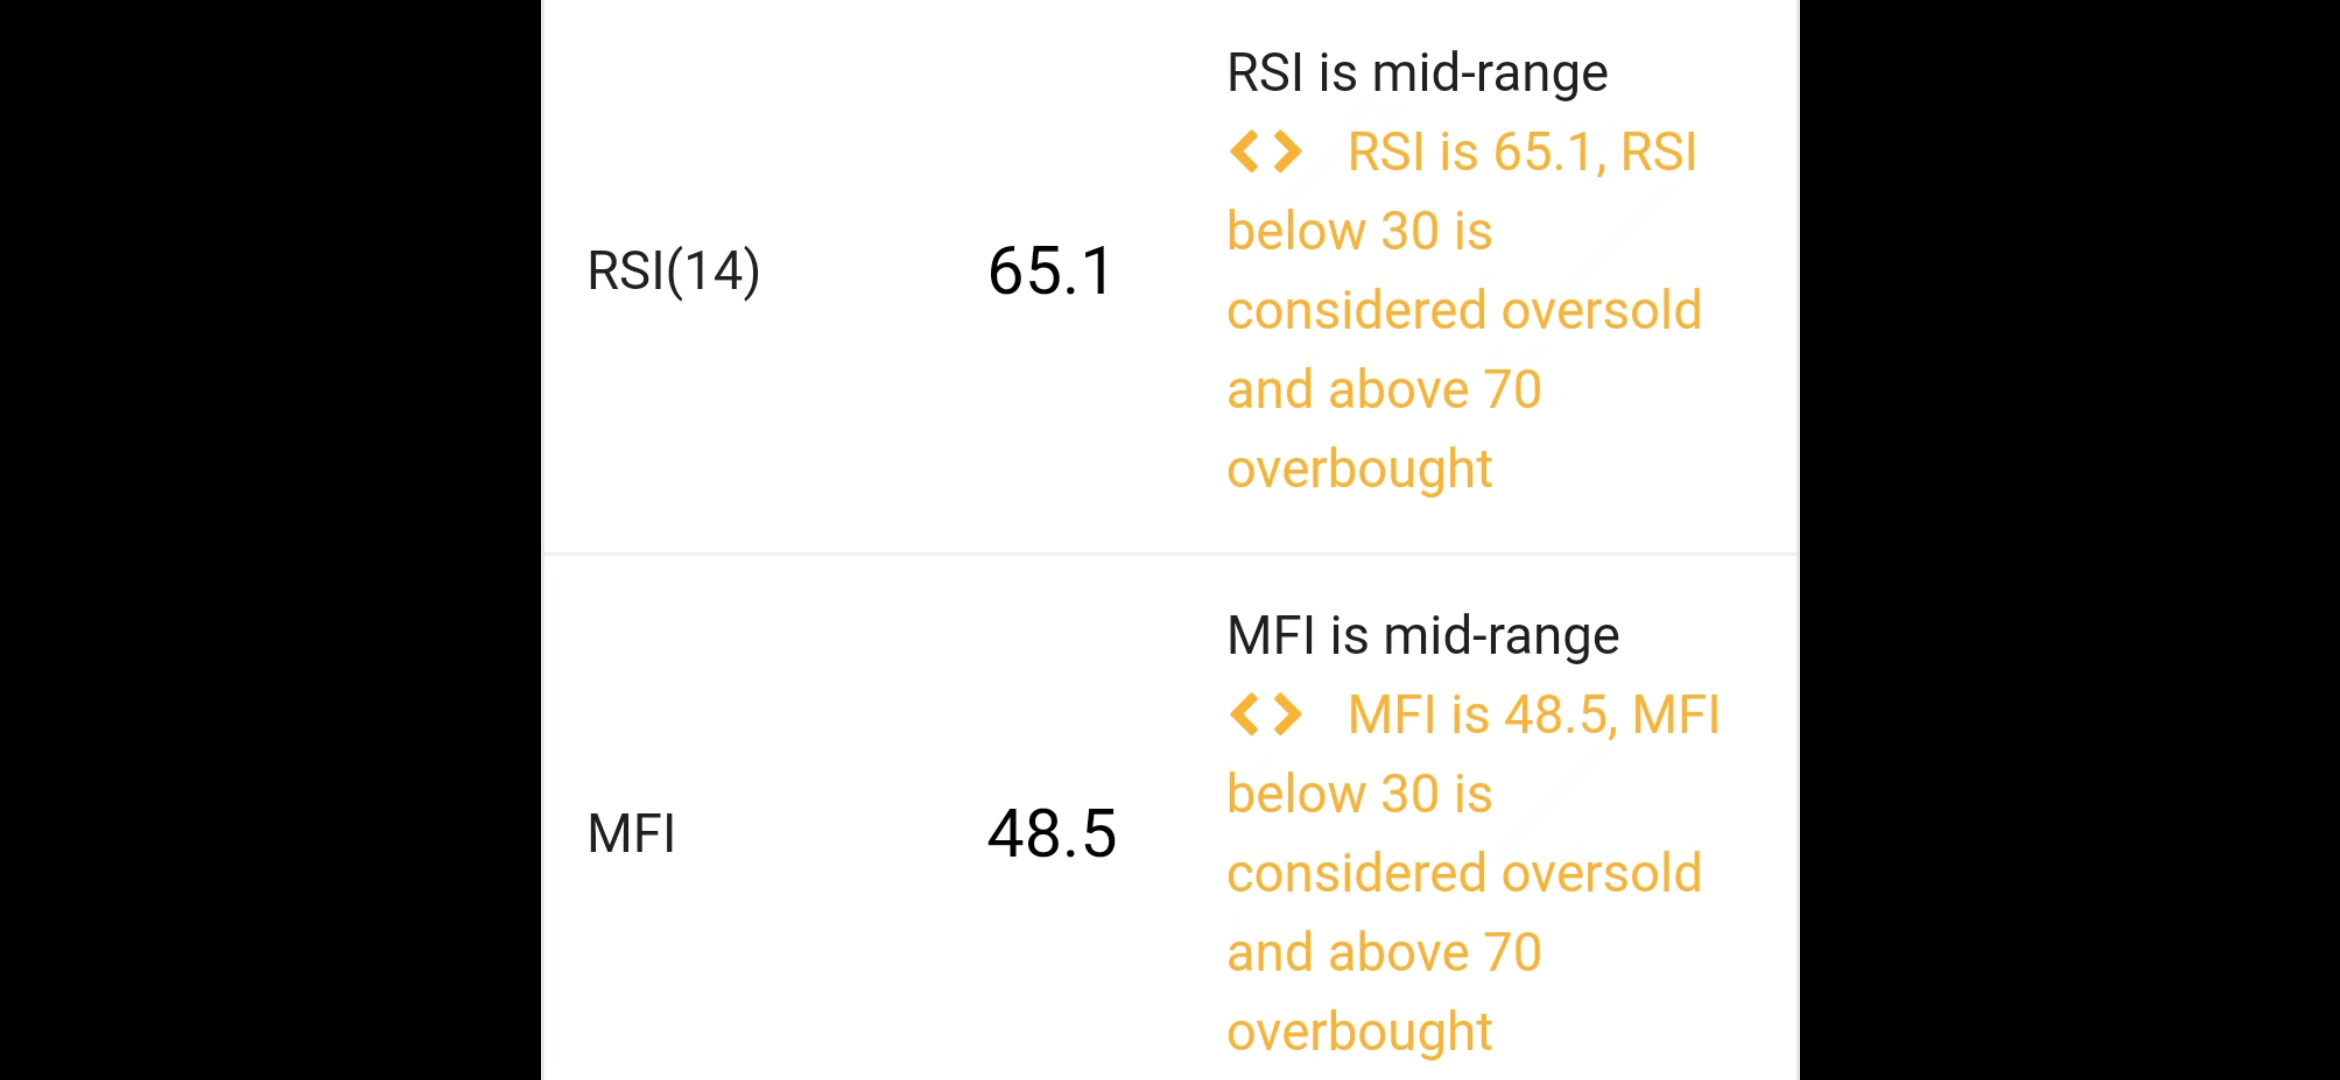 RSI is mid-range
<> RSI is 65.1, RSI
below 30 is
RSI(14) 65.1
considered oversold
and above 70
overbought
MFI is mid-range
<> MFI is 48.5, MFI
below 30 is
MFI 48.5
considered oversold
and above 70
overbought